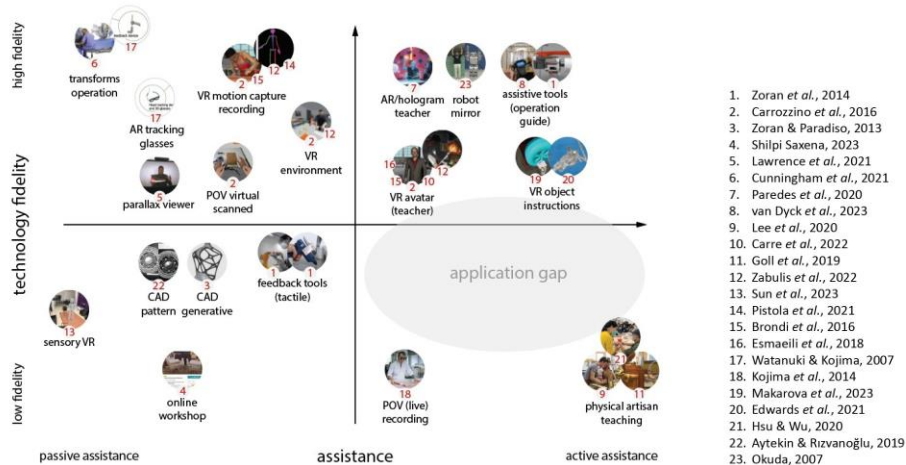 high fidelity
technology fidelity
low fidelity
6
17
transforms
operation
17
AR tracking
glasses
2
15
12
14
VR motion capture
recording
2
12
VR
environment
5
parallax viewer
2
POV virtual
scanned
7
AR/hologram
teacher
23
robot
mirror
8
1
assistive tools
(operation
guide)
16
15
2
10
12
VR avatar
(teacher)
19
20
VR object
instructions
22
CAD
pattern
3
CAD
generative
1
1
feedback tools
(tactile)
application gap
13
sensory VR
4
online
workshop
18
POV (live)
recording
21
9
11
physical artisan
teaching
passive assistance
assistance
active assistance
1. Zoran et al., 2014
2. Carrozzino et al., 2016
3. Zoran & Paradiso, 2013
4. Shilpi Saxena, 2023
5. Lawrence et al., 2021
6. Cunningham et al., 2021
7. Paredes et al., 2020
8. van Dyck et al., 2023
9. Lee et al., 2020
10. Carre et al., 2022
11. Goll et al., 2019
12. Zabulis et al., 2022
13. Sun et al., 2023
14. Pistola et al., 2021
15. Brondi et al., 2016
16. Esmaeili et al., 2018
17. Watanuki & Kojima, 2007
18. Kojima et al., 2014
19. Makarova et al., 2023
20. Edwards et al., 2021
21. Hsu & Wu, 2020
22. Aytekin & Rızvanoğlu, 2019
23. Okuda, 2007